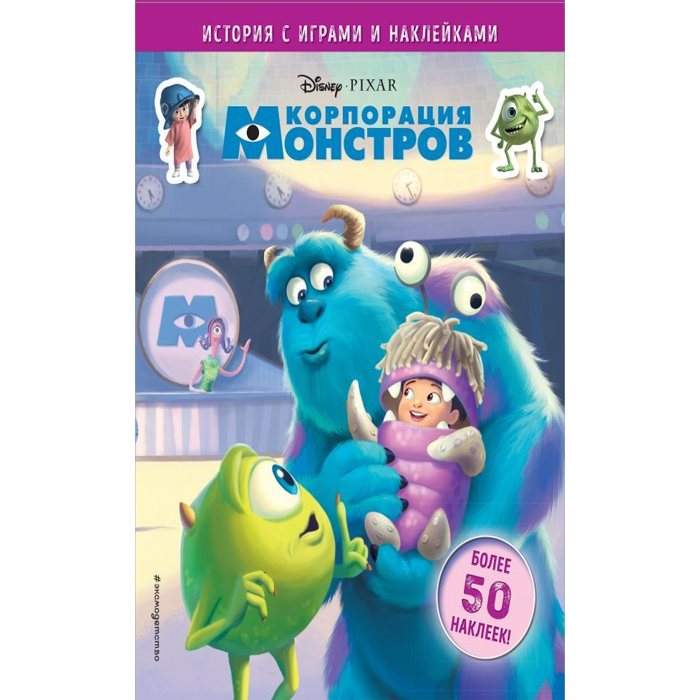 ИСТОРИЯ С ИГРАМИ И НАКЛЕЙКАМИ
Disney · PIXAR
КОРПОРАЦИЯ
МОНСТРОВ
БОЛЕЕ
50
НАКЛЕЕК!
#эксмодетство